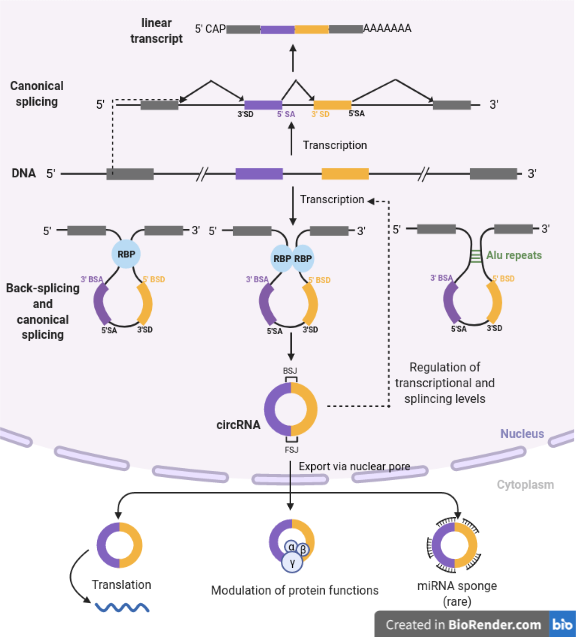 linear
transcript
5' CAP
AAAAAAA
Canonical
splicing
5'
3'SD
5' SA
3' SD
5'SA
3'
Transcription
DNA
5'
3'
Transcription
5'
3'
5'
3'
5'
3'
RBP
RBP
RBP
Alu repeats
3' BSA
5' BSD
3' BSA
5' BSD
3' BSA
5' BSD
Back-splicing
and
canonical
splicing
5'SA
3'SD
5'SA
3'SD
5'SA
3'SD
BSJ
Regulation of
transcriptional and
splincing levels
circRNA
FSJ
Nucleus
Export via nuclear pore
Cytoplasm
α
β
γ
Translation
Modulation of protein functions
miRNA sponge
(rare)
Created in BioRender.com
bio